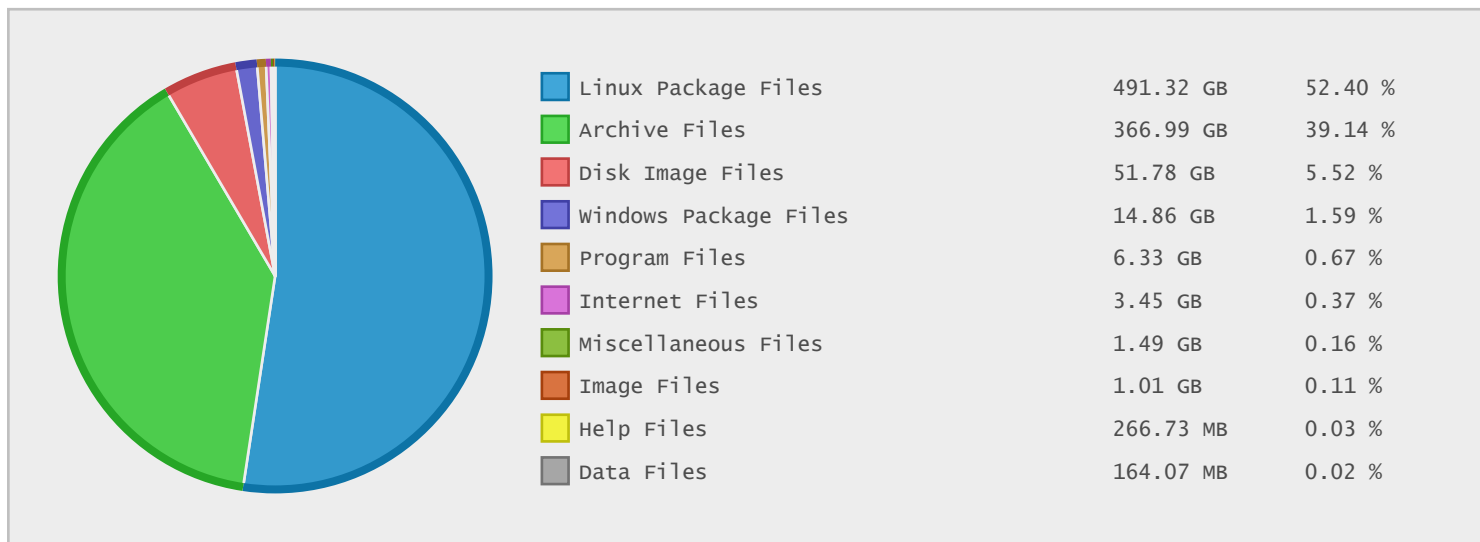 Linux Package Files 491.32 GB 52.40 %
Archive Files 366.99 GB 39.14 %
Disk Image Files 51.78 GB 5.52 %
Windows Package Files 14.86 GB 1.59 %
Program Files 6.33 GB 0.67 %
Internet Files 3.45 GB 0.37 %
Miscellaneous Files 1.49 GB 0.16 %
Image Files 1.01 GB 0.11 %
Help Files 266.73 MB 0.03 %
Data Files 164.07 MB 0.02 %